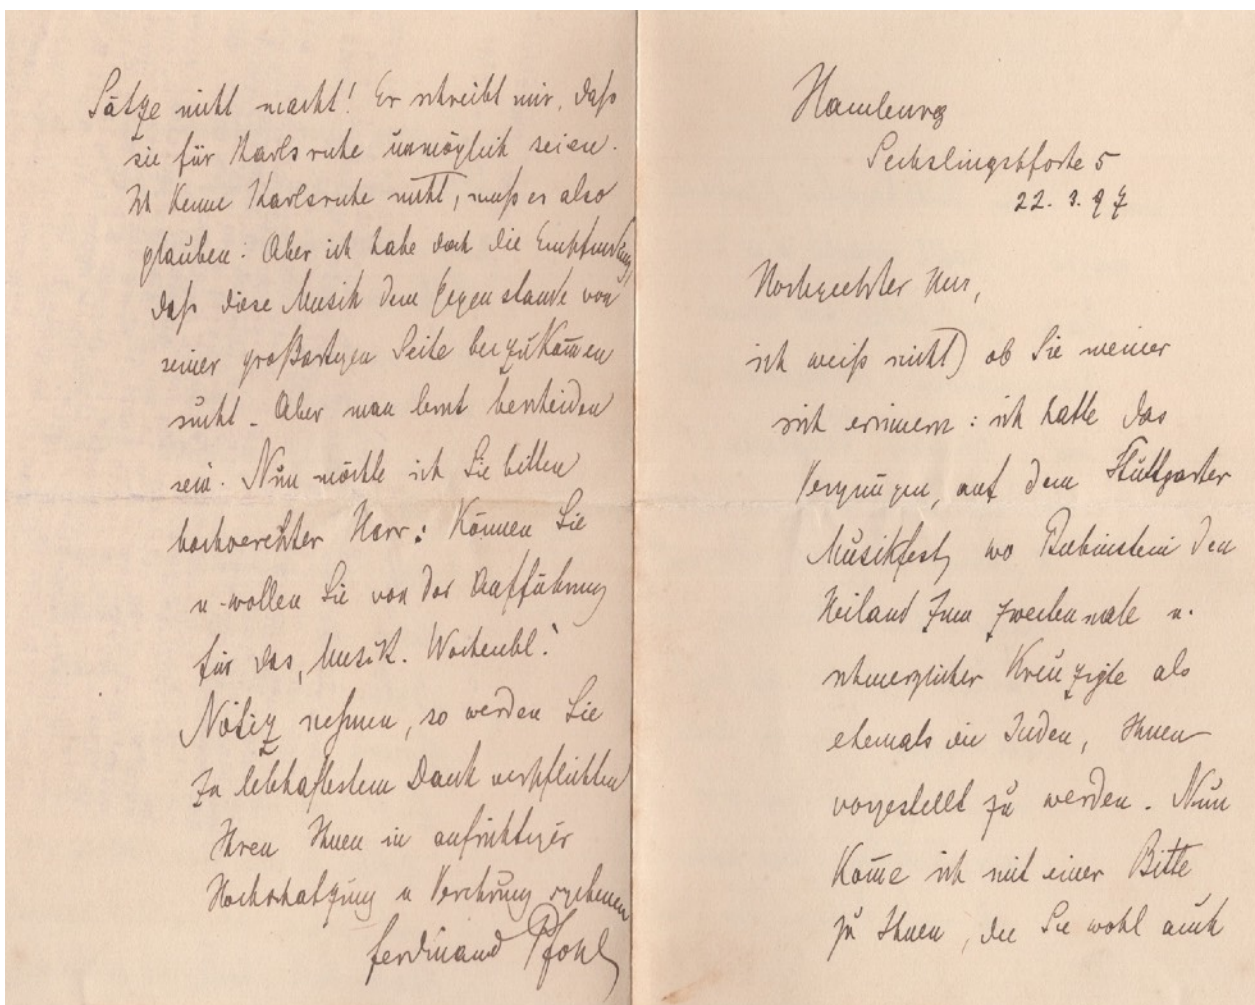 Hamburg
Sechslingspforte 5
22. 3. 97
Hochgeehrter Herr,
ich weiß nicht, ob Sie meiner
sich erinnern: ich hatte das
Vergnügen, auf dem Stuttgarter
Musikfest, wo Rubinstein den
Heiland zum zweitenmale u.
schmerzlicher Kreuzigte als
ehemals die Juden, Ihnen
vorgestellt zu werden. Nun
Kom̄e ich mit einer Bitte
zu Ihnen, die Sie wohl auch
Sätze nicht macht! Er schreibt mir, daß
sie für Karlsruhe unmöglich seien.
Ich Kenne Karlsruhe nicht, muß es also
glauben: Aber ich habe doch die Empfindung,
daß diese Musik dem Gegenstande von
seiner großartigen Seite beizuKom̄en
sucht. Aber man lernt bescheiden
sein. Nun möchte ich Sie bitten
hochverehrter Herr: Können Sie
u. wollen Sie von der Aufführung
für das "Musik. Wochenbl."
Notiz nehmen, so werden Sie
zu lebhaftestem Dank verpflichten
Ihren Ihnen in aufrichtiger
Hochschätzung u Verehrung ergebenen
Ferdinand Pfohl